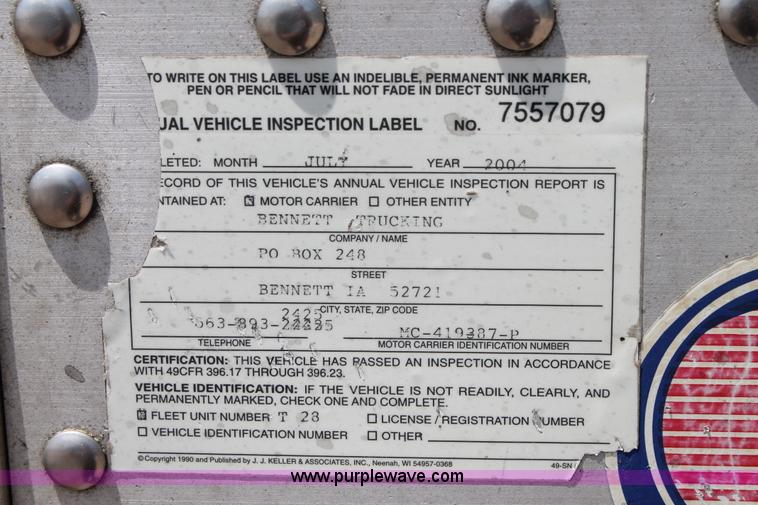 TO WRITE ON THIS LABEL USE AN INDELIBLE, PERMANENT INK MARKER,
PEN OR PENCIL THAT WILL NOT FADE IN DIRECT SUNLIGHT
UAL VEHICLE INSPECTION LABEL NO. 7557079
LETED: MONTH JULY YEAR 2004
ECORD OF THIS VEHICLE'S ANNUAL VEHICLE INSPECTION REPORT IS
NTAINED AT: ☒ MOTOR CARRIER ☐ OTHER ENTITY
BENNETT TRUCKING
COMPANY / NAME
PO BOX 248
STREET
BENNETT IA 52721
CITY, STATE, ZIP CODE
2425
563-893- MC-419387-P
TELEPHONE MOTOR CARRIER IDENTIFICATION NUMBER
CERTIFICATION: THIS VEHICLE HAS PASSED AN INSPECTION IN ACCORDANCE
WITH 49CFR 396.17 THROUGH 396.23.
VEHICLE IDENTIFICATION: IF THE VEHICLE IS NOT READILY, CLEARLY, AND
PERMANENTLY MARKED, CHECK ONE AND COMPLETE.
☒ FLEET UNIT NUMBER T 28 ☐ LICENSE / REGISTRATION NUMBER
☐ VEHICLE IDENTIFICATION NUMBER ☐ OTHER
© Copyright 1990 and Published by J. J. KELLER & ASSOCIATES, INC., Neenah, WI 54957-0368 49-SN
www.purplewave.com